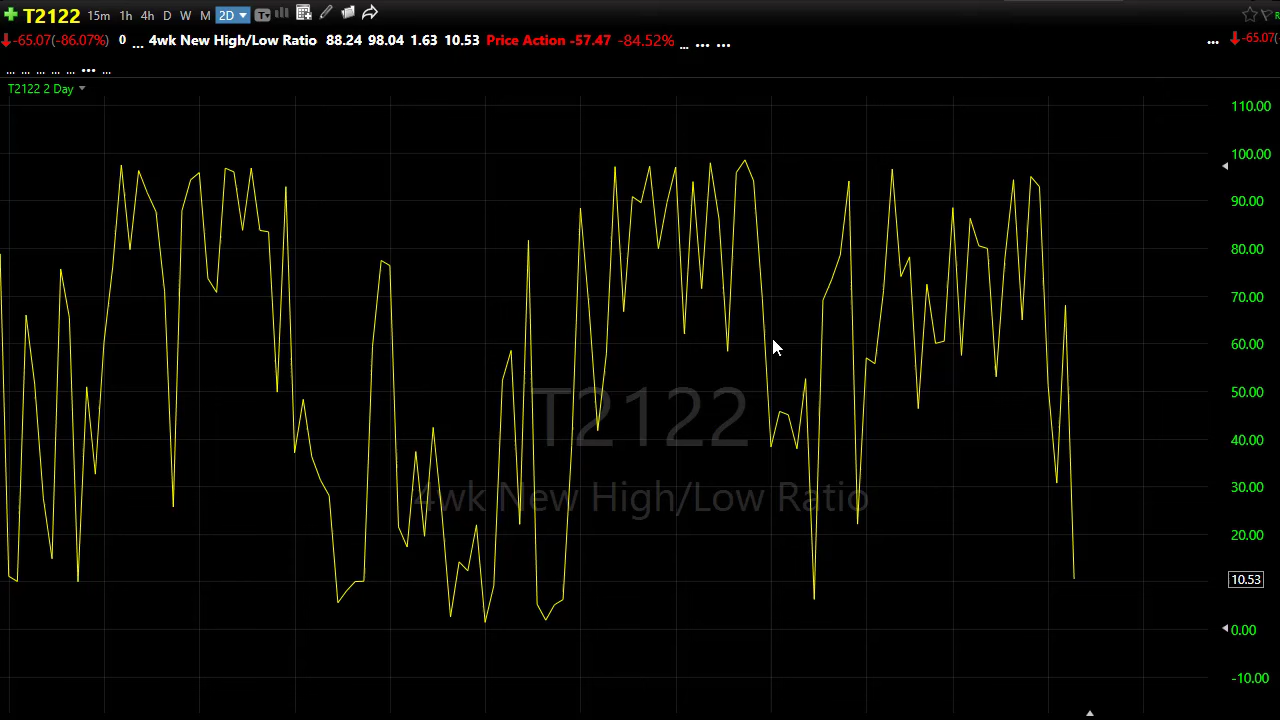 T2122 15m 1h 4h D W M 2D T
-65.07(-86.07%) 0 ... 4wk New High/Low Ratio 88.24 98.04 1.63 10.53 Price Action -57.47 -84.52% ... ... ... ... -65.07(
... ... ... ... ... ... ...
T2122 2 Day
110.00
100.00
90.00
80.00
70.00
60.00
50.00
40.00
30.00
20.00
10.53
0.00
-10.00
T2122
4wk New High/Low Ratio